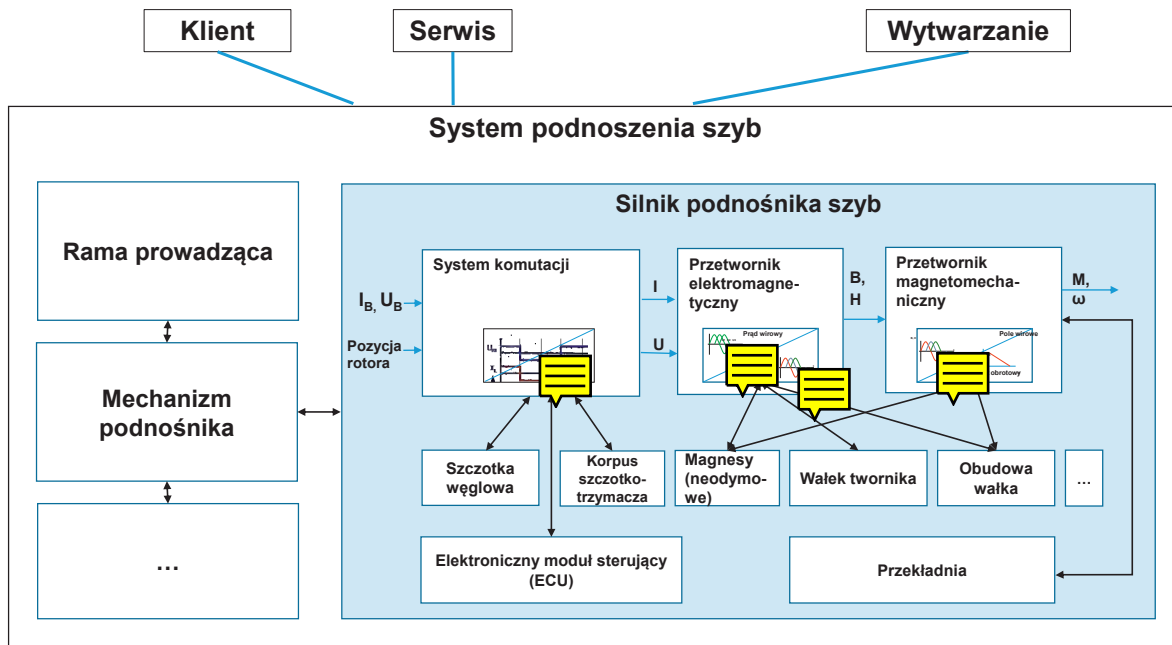 Klient
Serwis
Wytwarzanie
System podnoszenia szyb
Rama prowadząca
Mechanizm
podnośnika
...
Silnik podnośnika szyb
I_B, U_B
Pozycja
rotora
System komutacji
I
U
Przetwornik
elektromagne-
tyczny
Prąd wirowy
B,
H
Przetwornik
magnetomecha-
niczny
Pole wirowe
obrotowy
M,
ω
Szczotka
węglowa
Korpus
szczotko-
trzymacza
Magnesy
(neodymo-
we)
Wałek twornika
Obudowa
wałka
...
Elektroniczny moduł sterujący
(ECU)
Przekładnia